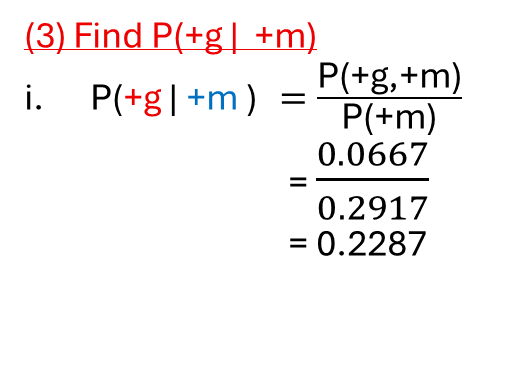 (3) Find P(+g| +m)
i. P(+g|+m) = P(+g,+m)
P(+m)
= 0.0667
0.2917
= 0.2287